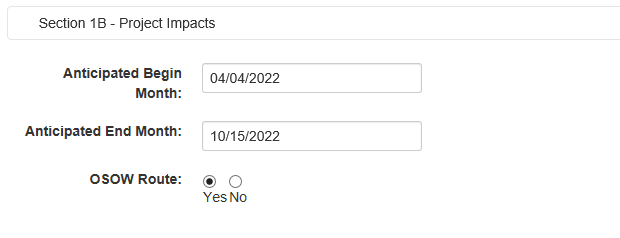 Section 1B - Project Impacts
Anticipated Begin
Month:
04/04/2022
Anticipated End Month:
10/15/2022
OSOW Route:
Yes No